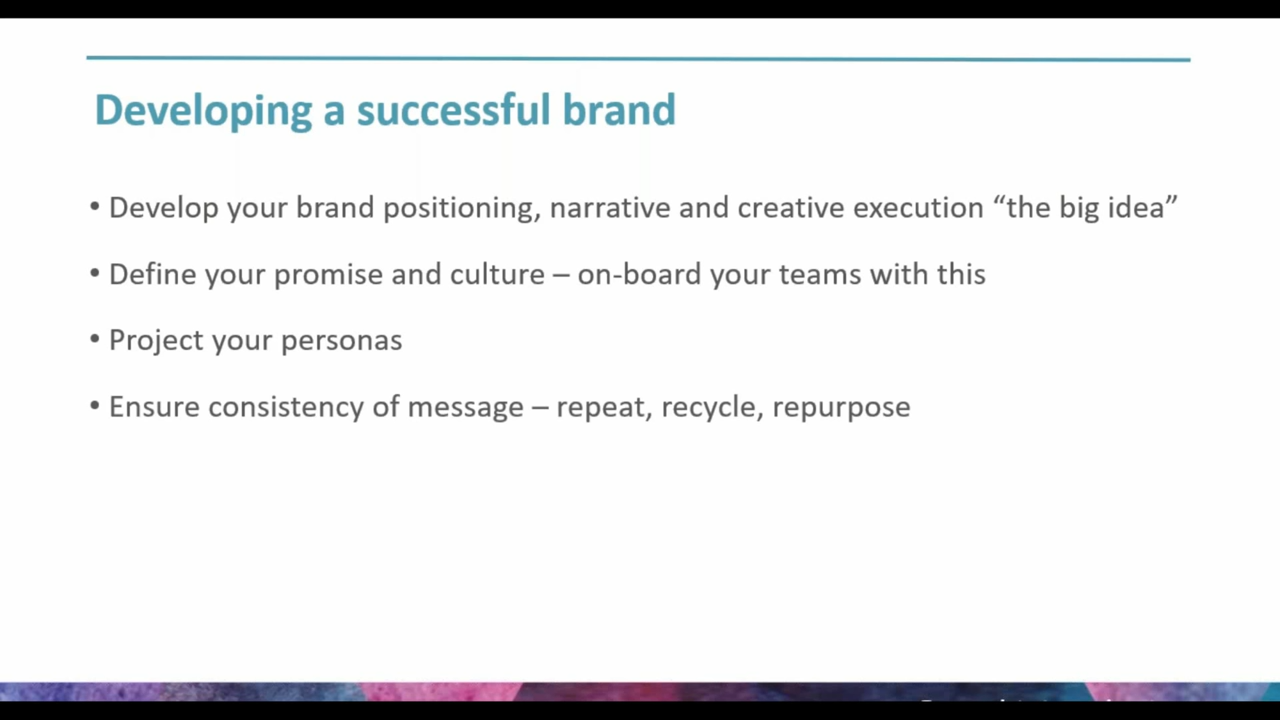 Developing a successful brand
• Develop your brand positioning, narrative and creative execution “the big idea”
• Define your promise and culture – on-board your teams with this
• Project your personas
• Ensure consistency of message – repeat, recycle, repurpose